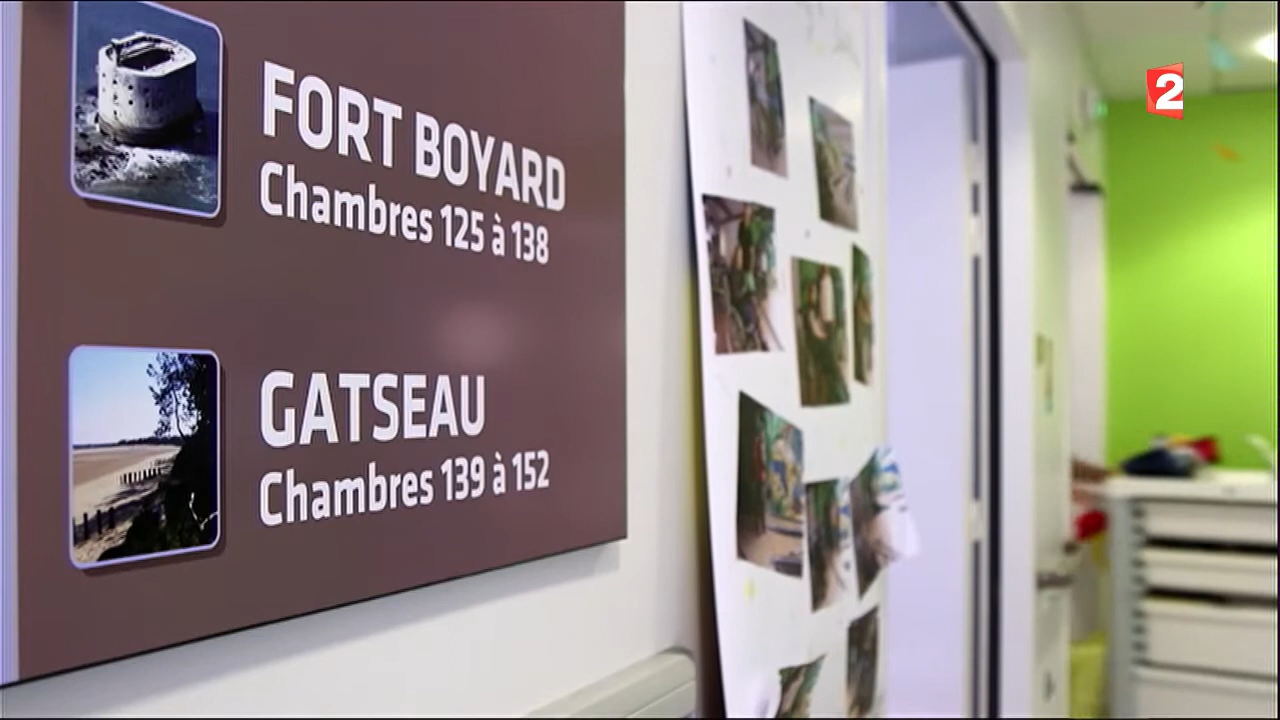 FORT BOYARD
Chambres 125 à 138
GATSEAU
Chambres 139 à 152
2